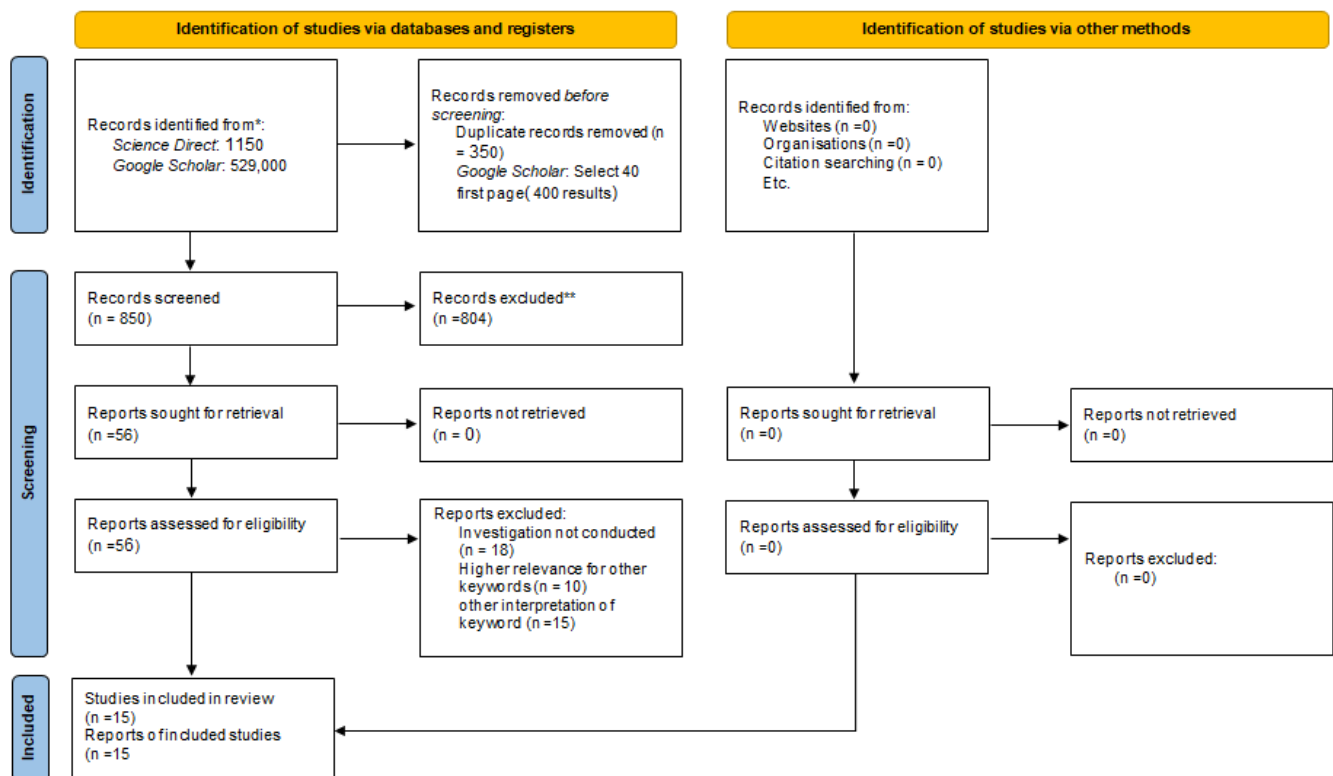 Identification of studies via databases and registers
Identification of studies via other methods
Identification
Records identified from*:
Science Direct: 1150
Google Scholar: 529,000
Records removed before
screening:
Duplicate records removed (n
= 350)
Google Scholar: Select 40
first page( 400 results)
Records identified from:
Websites (n =0)
Organisations (n =0)
Citation searching (n = 0)
Etc.
Screening
Records screened
(n = 850)
Records excluded**
(n =804)
Reports sought for retrieval
(n =56)
Reports not retrieved
(n = 0)
Reports sought for retrieval
(n =0)
Reports not retrieved
(n =0)
Reports assessed for eligibility
(n =56)
Reports excluded:
Investigation not conducted
(n = 18)
Higher relevance for other
keywords (n = 10)
other interpretation of
keyword (n =15)
Reports assessed for eligibility
(n =0)
Reports excluded:
(n =0)
Included
Studies included in review
(n =15)
Reports of included studies
(n =15